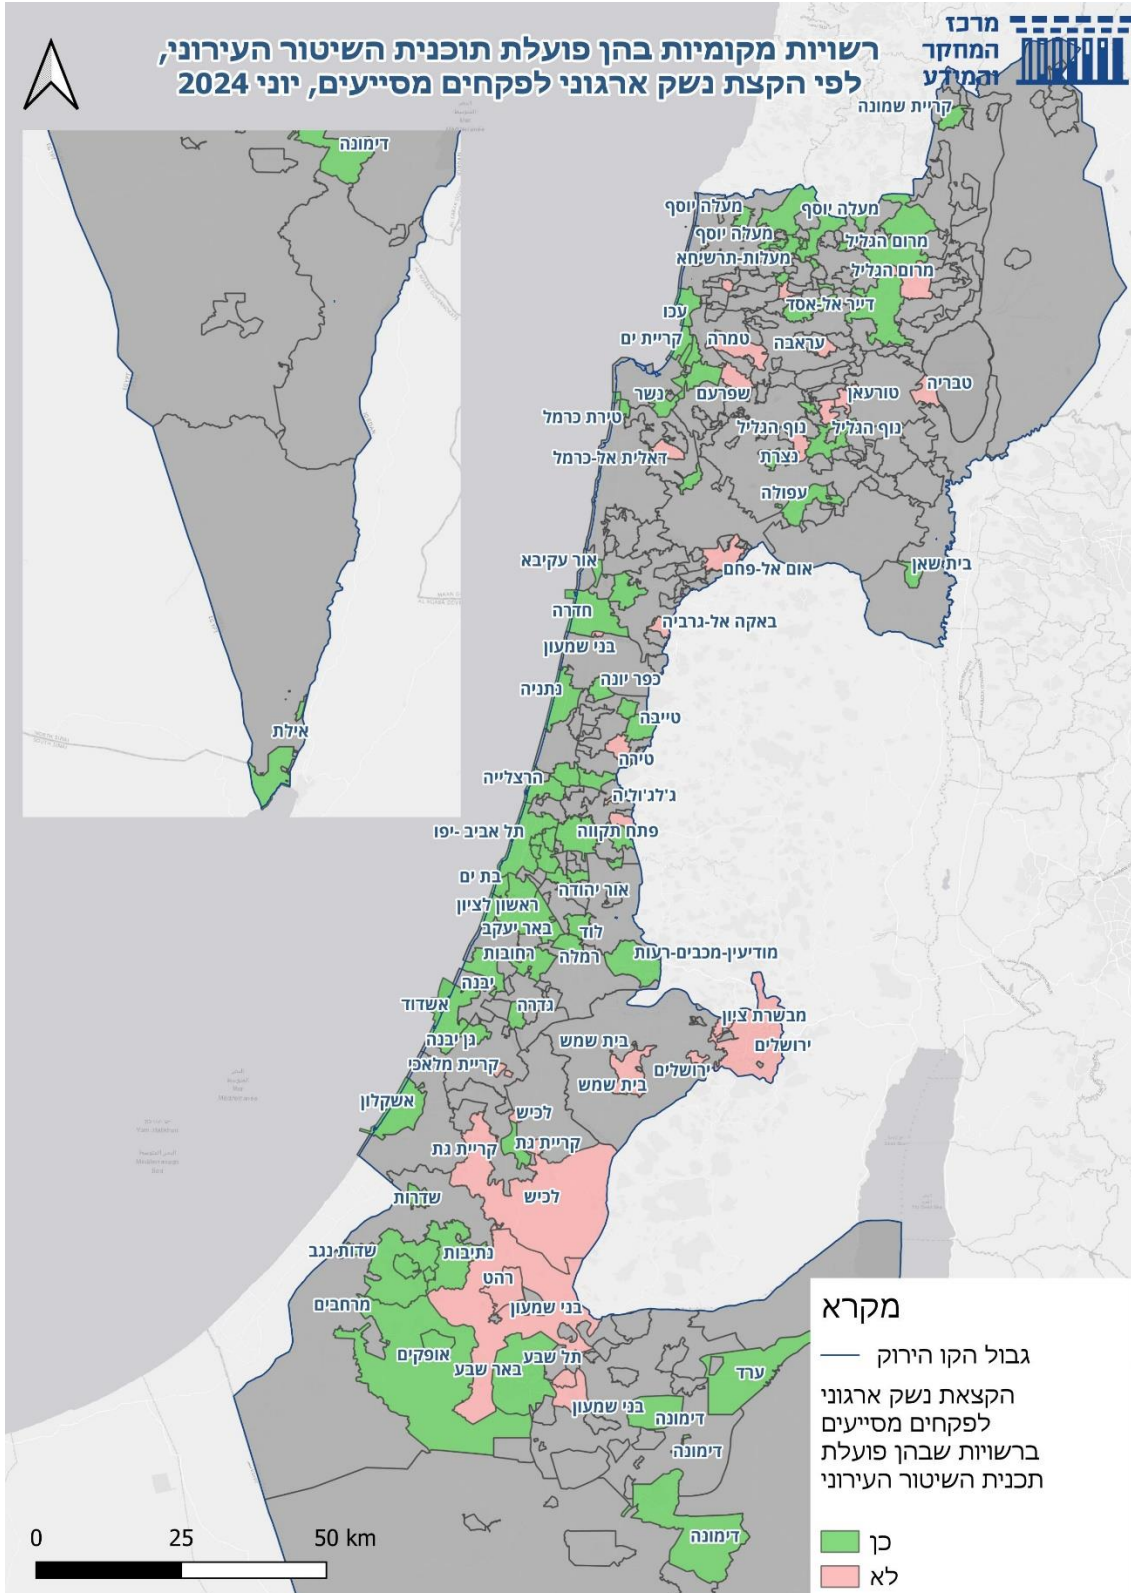 מרכז
המחקר
והמידע
רשויות מקומיות בהן פועלת תוכנית השיטור העירוני,
לפי הקצת נשק ארגוני לפקחים מסייעים, יוני 2024
קריית שמונה
דימונה
מעלה יוסף
מעלה יוסף
מעלה יוסף
מרום הגליל
מעלות-תרשיחא
מרום הגליל
דייר אל-אסד
עכו
קריית ים
טמרה
עראבה
שפרעם
נשר
טורעאן
טבריה
טירת כרמל
נוף הגליל
נוף הגליל
דאלית אל-כרמל
נצרת
עפולה
אור עקיבא
אום אל-פחם
בית שאן
חדרה
באקה אל-גרביה
בני שמעון
נתניה
כפר יונה
טייבה
אילת
טירה
הרצלייה
ג'לג'וליה
תל אביב -יפו
פתח תקווה
בת ים
אור יהודה
ראשון לציון
באר יעקב
לוד
רחובות
רמלה
מודיעין-מכבים-רעות
יבנה
אשדוד
גדרה
מבשרת ציון
גן יבנה
בית שמש
ירושלים
קריית מלאכי
בית שמש
ירושלים
אשקלון
לכיש
קריית גת
קריית גת
שדרות
לכיש
שדות נגב
נתיבות
רהט
מרחבים
בני שמעון
אופקים
באר שבע
תל שבע
ערד
בני שמעון
דימונה
דימונה
דימונה
מקרא
גבול הקו הירוק
הקצאת נשק ארגוני
לפקחים מסייעים
ברשויות שבהן פועלת
תכנית השיטור העירוני
כן
לא
0 25 50 km